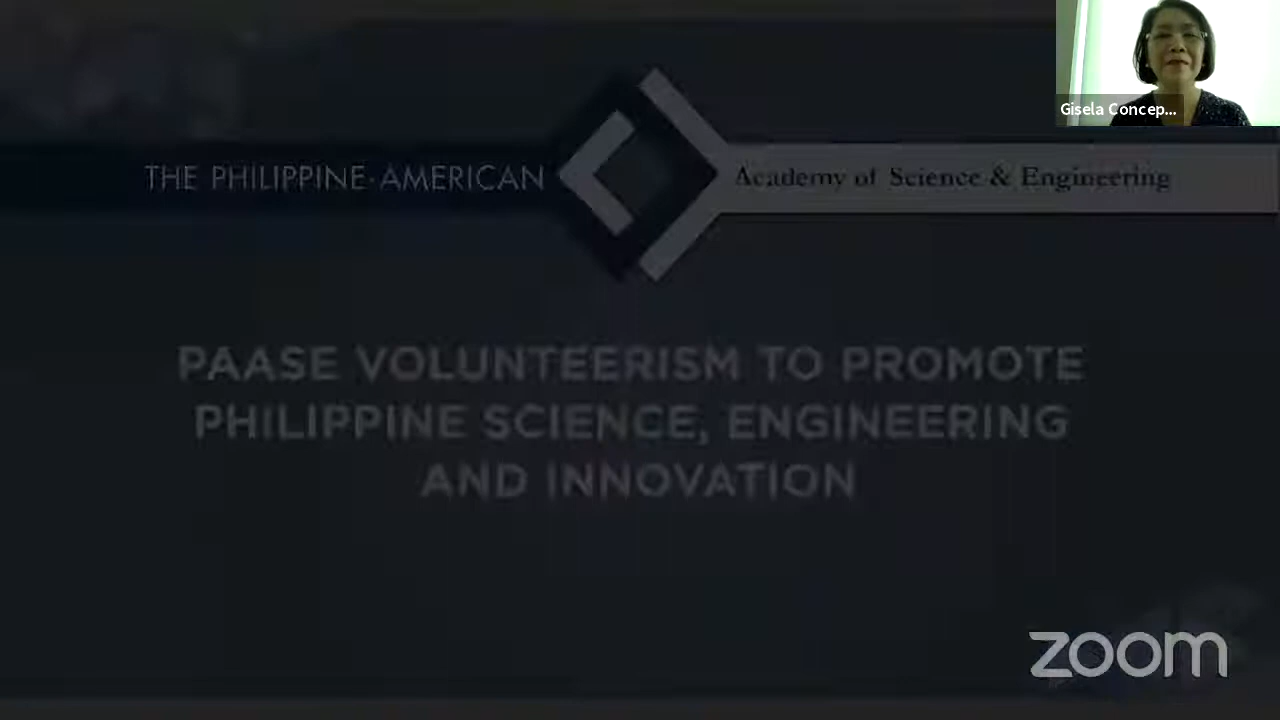 Gisela Concep...
THE PHILIPPINE-AMERICAN
Academy of Science & Engineering
PAASE VOLUNTEERISM TO PROMOTE
PHILIPPINE SCIENCE, ENGINEERING
AND INNOVATION
zoom